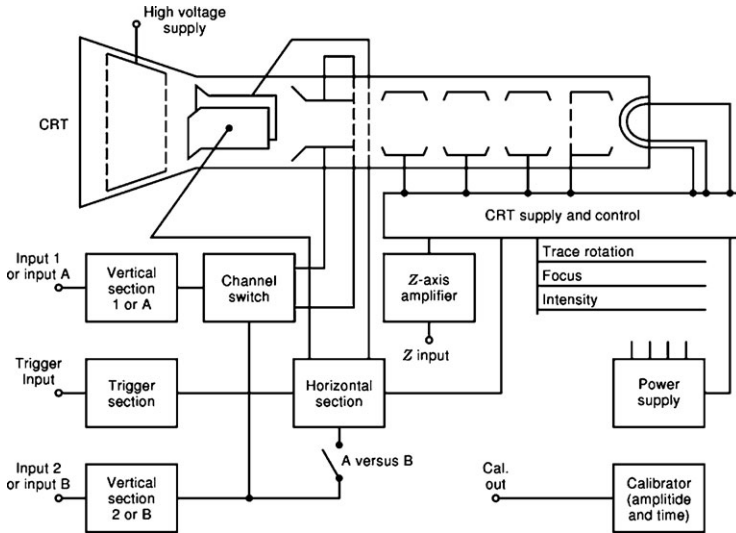 High voltage
supply
CRT
CRT supply and control
Input 1
or input A
Vertical
section
1 or A
Channel
switch
Z-axis
amplifier
Trace rotation
Focus
Intensity
Z input
Trigger
Input
Trigger
section
Horizontal
section
Power
supply
A versus B
Input 2
or input B
Vertical
section
2 or B
Cal.
out
Calibrator
(amplitide
and time)